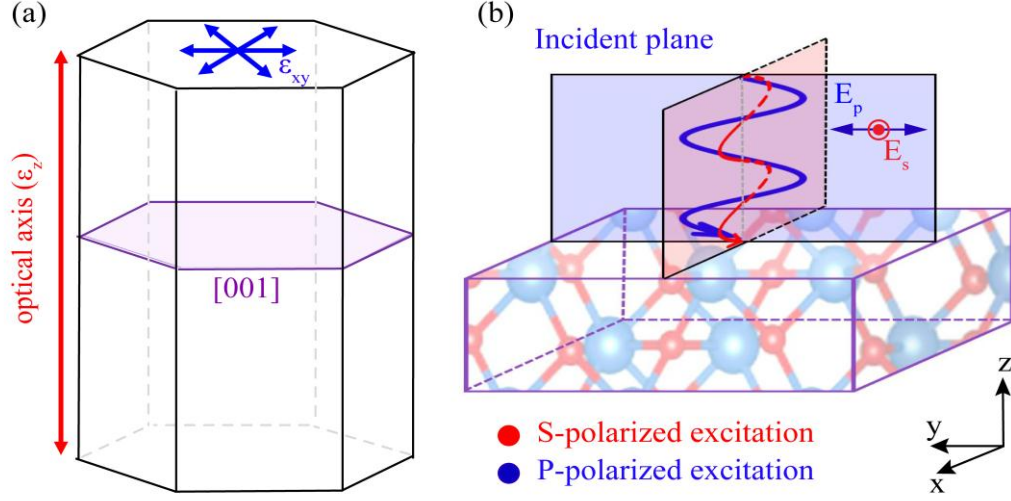 (a)
ε_xy
optical axis (ε_z)
[001]
(b)
Incident plane
E_p
E_s
S-polarized excitation
P-polarized excitation
z
y
x